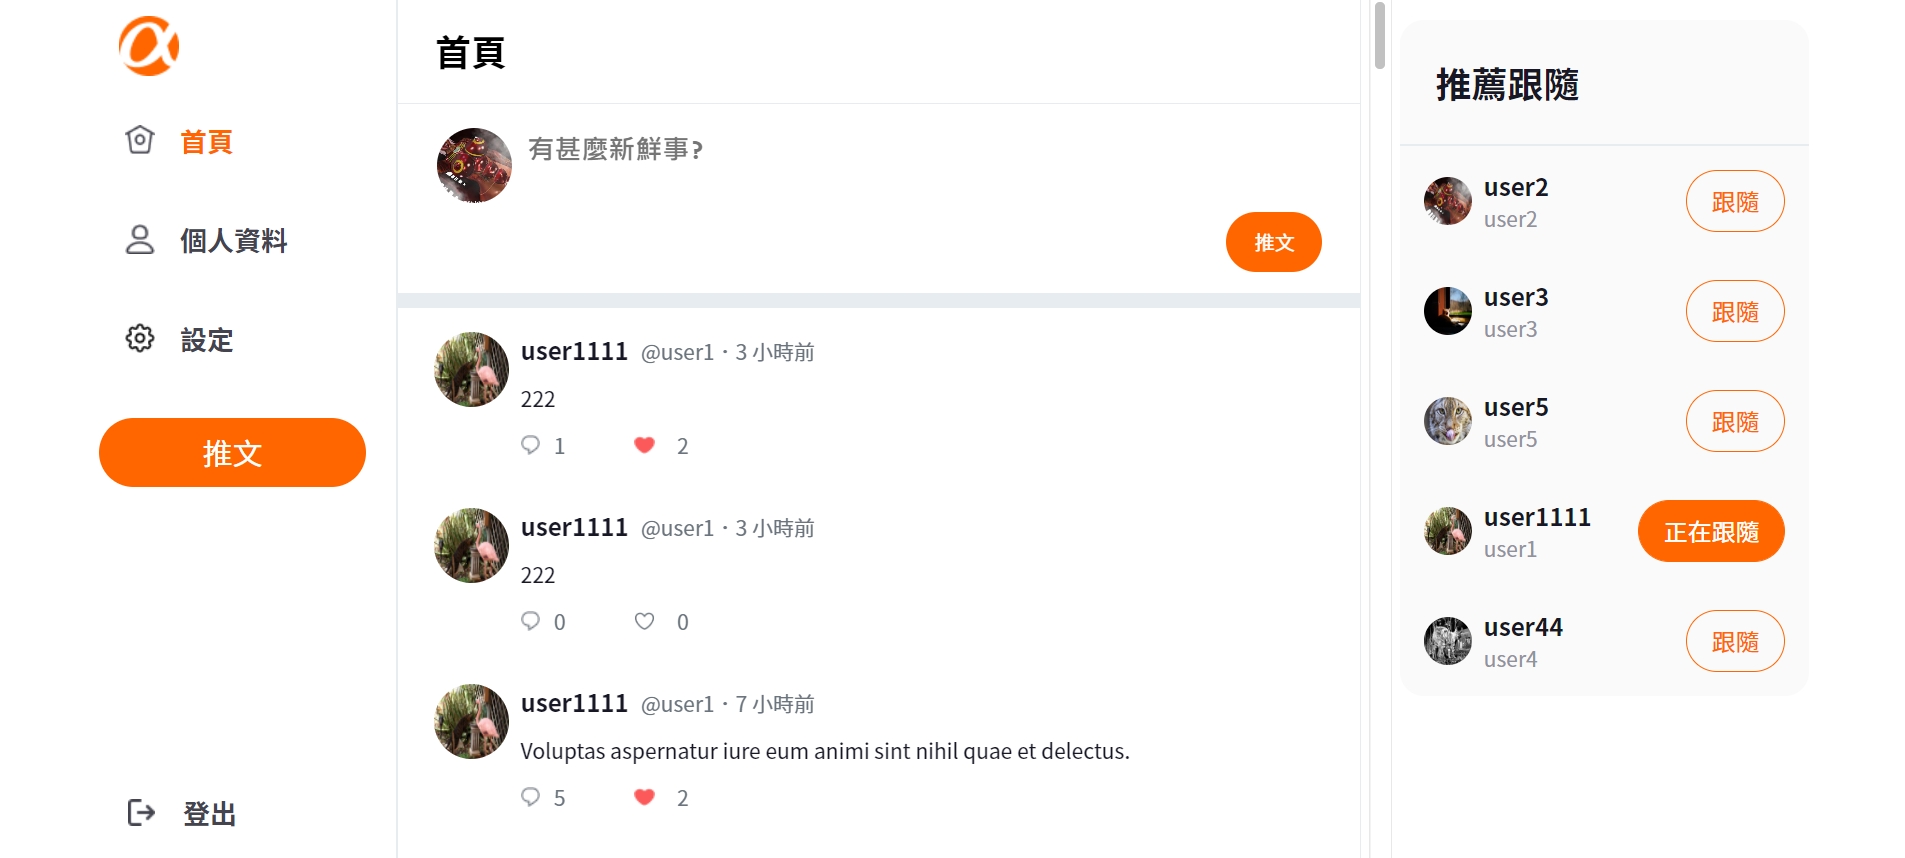 首頁
個人資料
設定
推文
登出
首頁
有甚麼新鮮事?
推文
user1111 @user1 · 3 小時前
222
1 2
user1111 @user1 · 3 小時前
222
0 0
user1111 @user1 · 7 小時前
Voluptas aspernatur iure eum animi sint nihil quae et delectus.
5 2
推薦跟隨
user2
user2
跟隨
user3
user3
跟隨
user5
user5
跟隨
user1111
user1
正在跟隨
user44
user4
跟隨